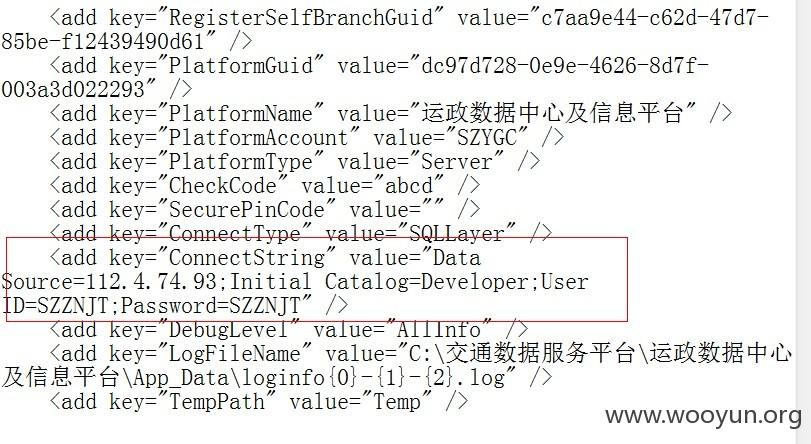 <add key="RegisterSelfBranchGuid" value="c7aa9e44-c62d-47d7-
85be-f12439490d61" />
<add key="PlatformGuid" value="dc97d728-0e9e-4626-8d7f-
003a3d022293" />
<add key="PlatformName" value="运政数据中心及信息平台" />
<add key="PlatformAccount" value="SZYGC" />
<add key="PlatformType" value="Server" />
<add key="CheckCode" value="abcd" />
<add key="SecurePinCode" value="" />
<add key="ConnectType" value="SQLLayer" />
<add key="ConnectString" value="Data
Source=112.4.74.93;Initial Catalog=Developer;User
ID=SZZNJT;Password=SZZNJT" />
<add key="DebugLevel" value="AllInfo" />
<add key="LogFileName" value="C:\交通数据服务平台\运政数据中心
及信息平台\App_Data\loginfo{0}-{1}-{2}.log" />
<add key="TempPath" value="Temp" />
www.wooyun.org